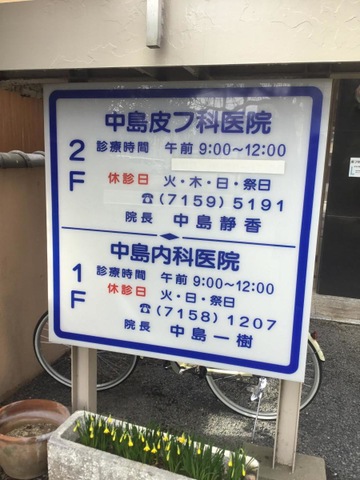 中島皮フ科医院
2F
診療時間 午前 9:00〜12:00
休診日 火・木・日・祭日
☎(7159)5191
院長 中島静香
中島内科医院
1F
診療時間 午前 9:00〜12:00
休診日 火・日・祭日
☎(7158)1207
院長 中島一樹